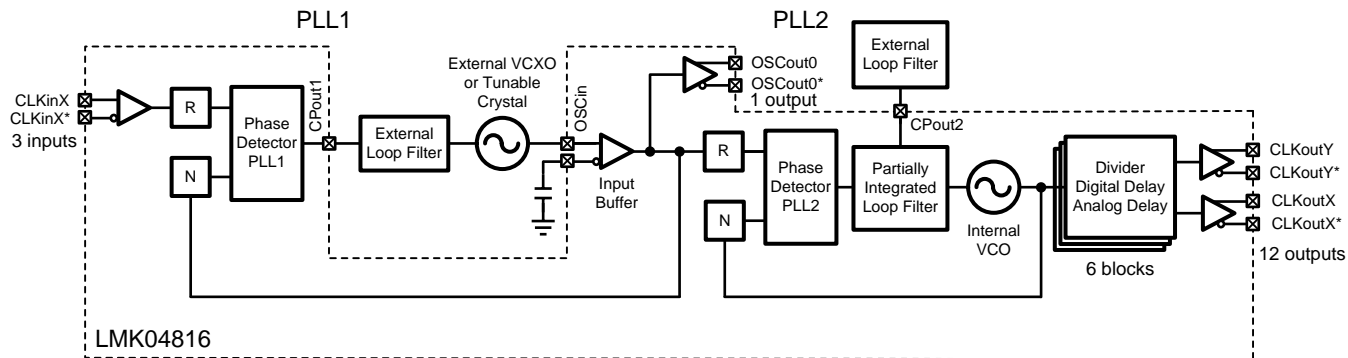 PLL1
PLL2
External VCXO
or Tunable
Crystal
External
Loop Filter
OSCout0
OSCout0*
1 output
CLKinX
CLKinX*
3 inputs
R
N
Phase
Detector
PLL1
CPout1
External
Loop Filter
OSCin
Input
Buffer
R
N
Phase
Detector
PLL2
CPout2
Partially
Integrated
Loop Filter
Internal
VCO
Divider
Digital Delay
Analog Delay
6 blocks
CLKoutY
CLKoutY*
CLKoutX
CLKoutX*
12 outputs
LMK04816